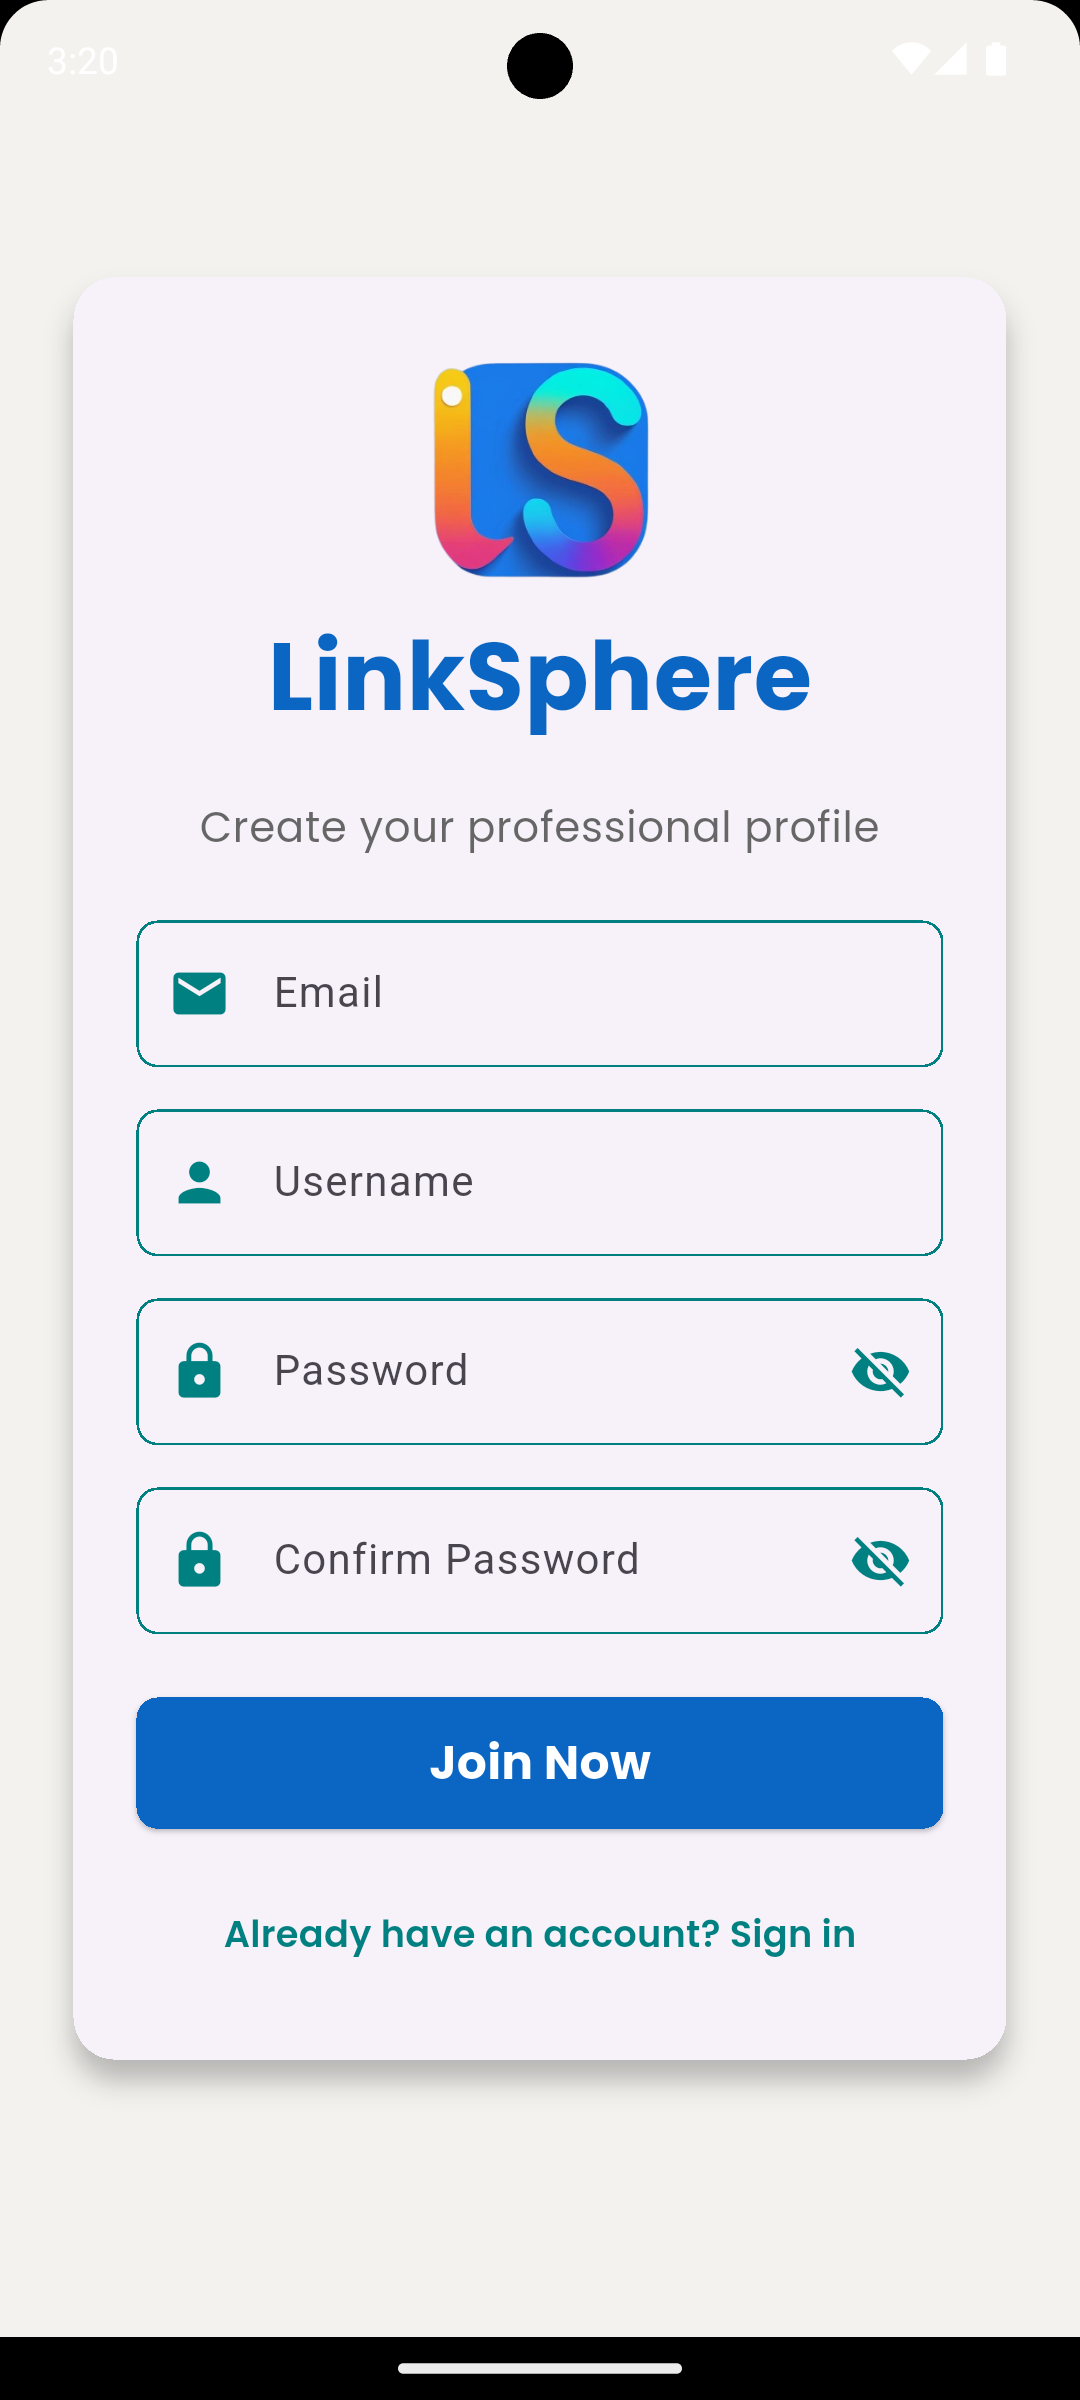 3:20
LS
LinkSphere
Create your professional profile
Email
Username
Password
Confirm Password
Join Now
Already have an account? Sign in